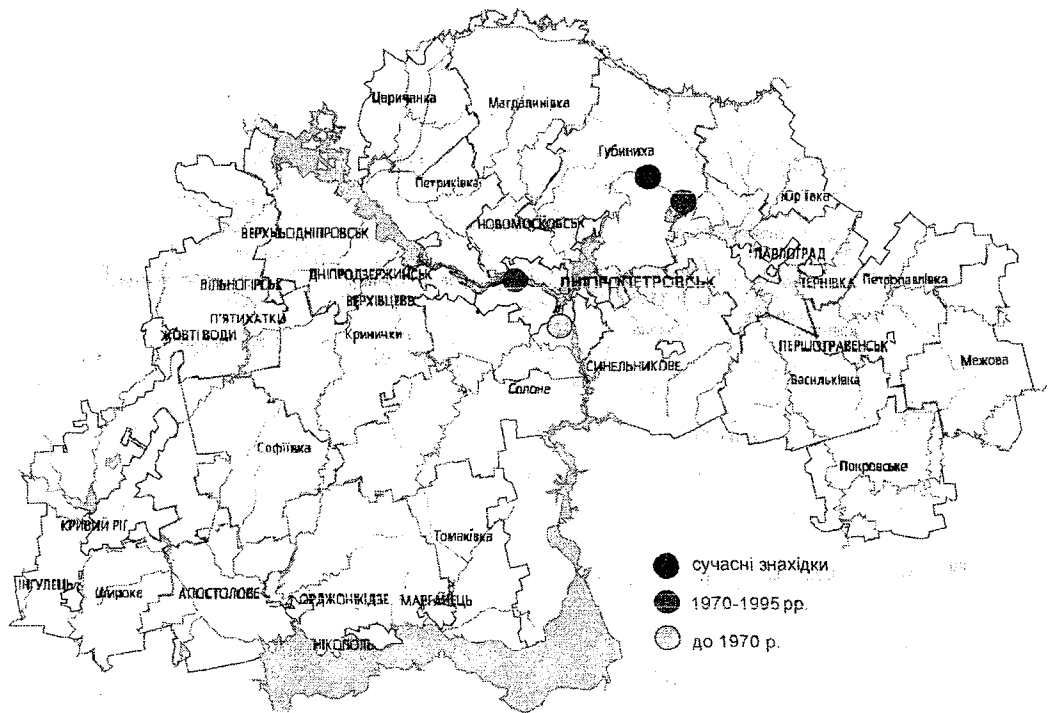 Царичанка
Магдалинівка
Губиниха
Петриківка
Юр'ївка
НОВОМОСКОВСЬК
ВЕРХНЬОДНІПРОВСЬК
ПАВЛОГРАД
ДНІПРОДЗЕРЖИНСЬК
ДНІПРОПЕТРОВСЬК
ТЕРНІВКА
Петропавлівка
ВІЛЬНОГІРСЬК
ВЕРХІВЦЕВЕ
П'ЯТИХАТКИ
ЖОВТІ ВОДИ
Кринички
ПЕРШОТРАВЕНСЬК
Межова
СИНЕЛЬНИКОВЕ
Васильківка
Солоне
Софіївка
Покровське
КРИВИЙ РІГ
Томаківка
ІНГУЛЕЦЬ
Широке
АПОСТОЛОВЕ
ОРДЖОНІКІДЗЕ
МАРГАНЕЦЬ
НІКОПОЛЬ
сучасні знахідки
1970-1995 рр.
до 1970 р.